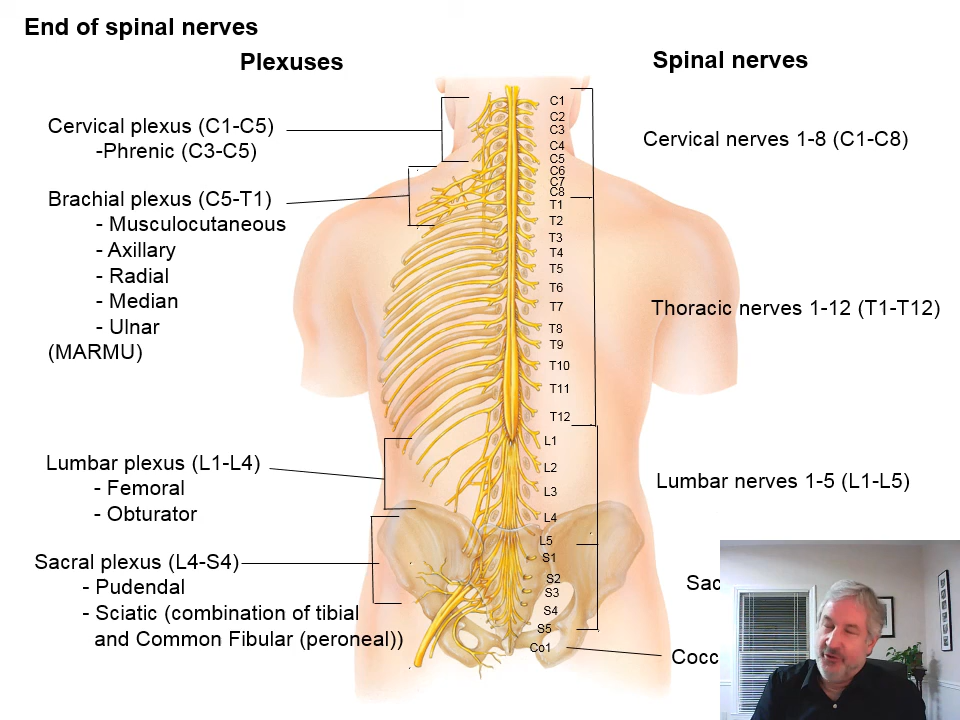 End of spinal nerves
Plexuses
Spinal nerves
Cervical plexus (C1-C5)
-Phrenic (C3-C5)
Brachial plexus (C5-T1)
- Musculocutaneous
- Axillary
- Radial
- Median
- Ulnar
(MARMU)
Lumbar plexus (L1-L4)
- Femoral
- Obturator
Sacral plexus (L4-S4)
- Pudendal
- Sciatic (combination of tibial
and Common Fibular (peroneal))
C1
C2
C3
C4
C5
C6
C7
C8
T1
T2
T3
T4
T5
T6
T7
T8
T9
T10
T11
T12
L1
L2
L3
L4
L5
S1
S2
S3
S4
S5
Co1
Cervical nerves 1-8 (C1-C8)
Thoracic nerves 1-12 (T1-T12)
Lumbar nerves 1-5 (L1-L5)